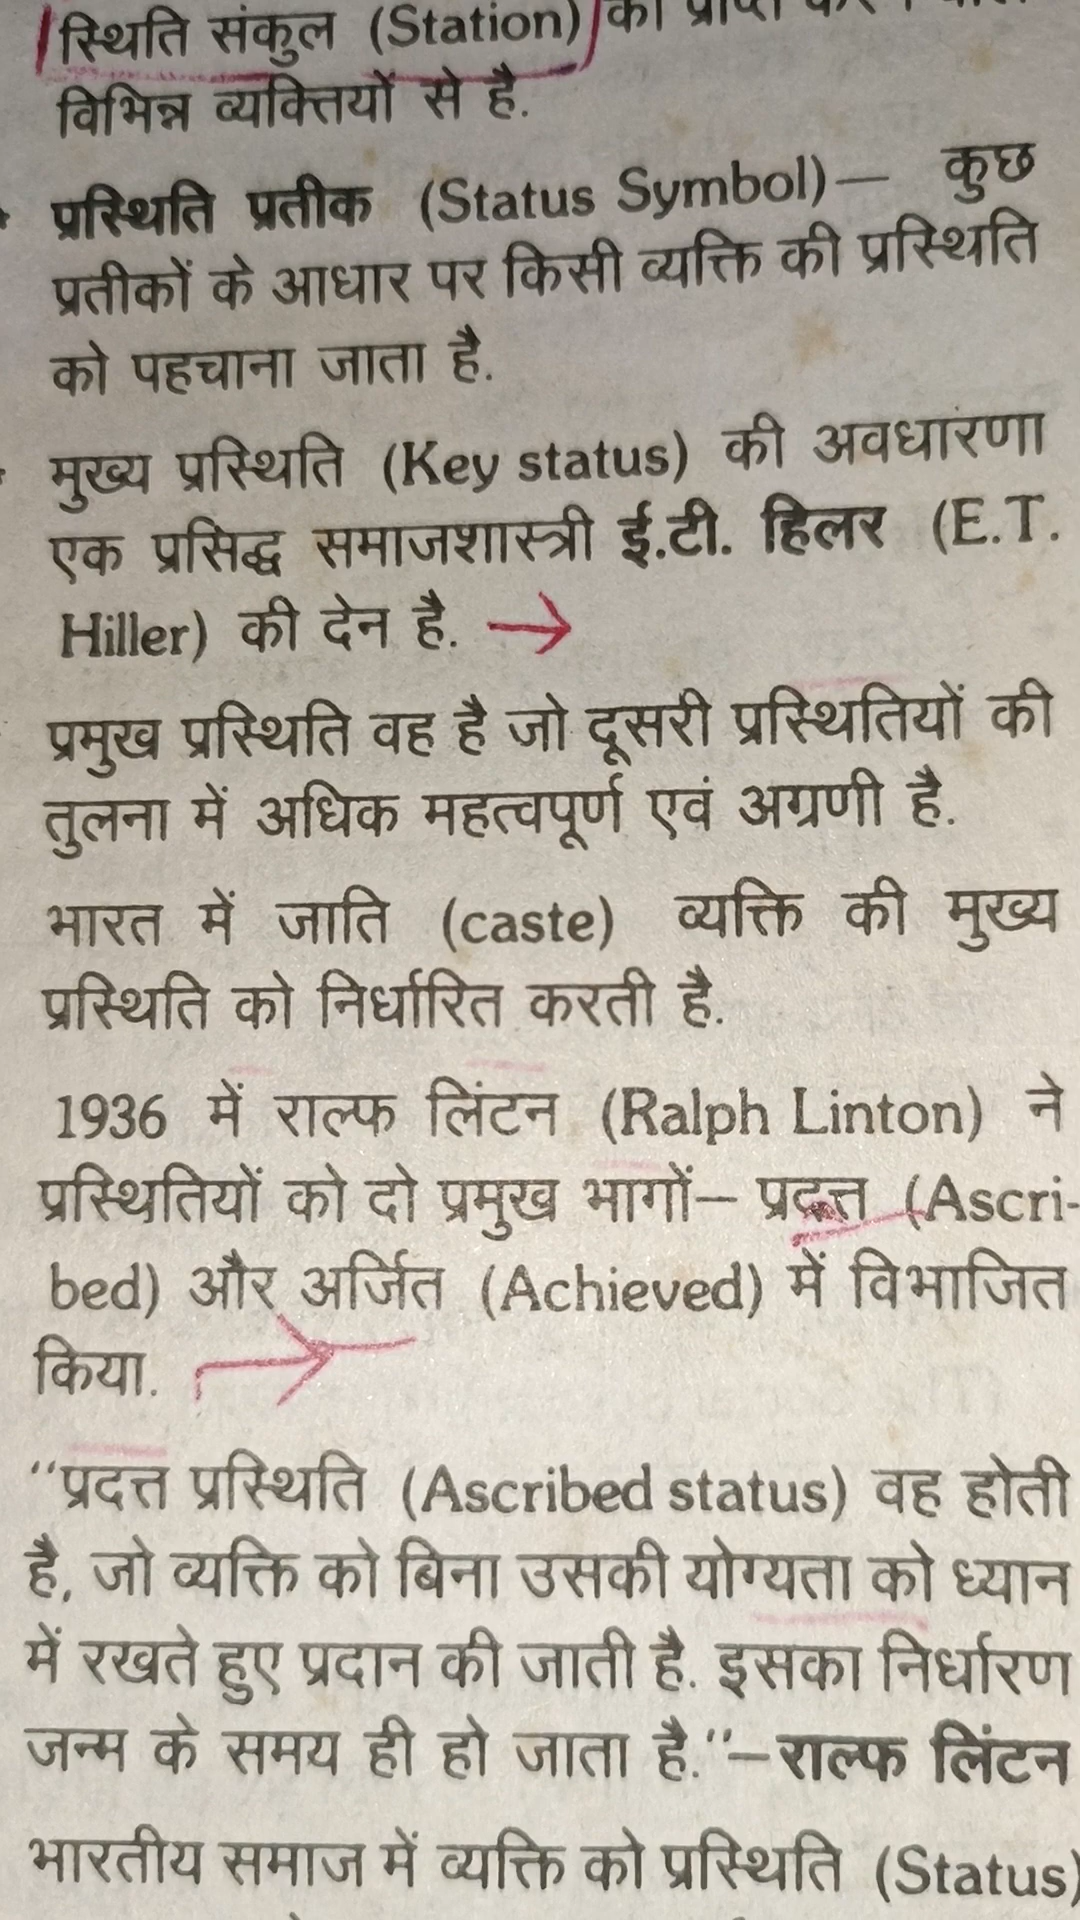 स्थिति संकुल (Station) को प्राप्त
विभिन्न व्यक्तियों से है.
प्रस्थिति प्रतीक (Status Symbol)— कुछ
प्रतीकों के आधार पर किसी व्यक्ति की प्रस्थिति
को पहचाना जाता है.
मुख्य प्रस्थिति (Key status) की अवधारणा
एक प्रसिद्ध समाजशास्त्री ई.टी. हिलर (E.T.
Hiller) की देन है.
प्रमुख प्रस्थिति वह है जो दूसरी प्रस्थितियों की
तुलना में अधिक महत्वपूर्ण एवं अग्रणी है.
भारत में जाति (caste) व्यक्ति की मुख्य
प्रस्थिति को निर्धारित करती है.
1936 में राल्फ लिंटन (Ralph Linton) ने
प्रस्थितियों को दो प्रमुख भागों— प्रदत्त (Ascri-
bed) और अर्जित (Achieved) में विभाजित
किया.
‘‘प्रदत्त प्रस्थिति (Ascribed status) वह होती
है, जो व्यक्ति को बिना उसकी योग्यता को ध्यान
में रखते हुए प्रदान की जाती है. इसका निर्धारण
जन्म के समय ही हो जाता है.’’—राल्फ लिंटन
भारतीय समाज में व्यक्ति को प्रस्थिति (Status)